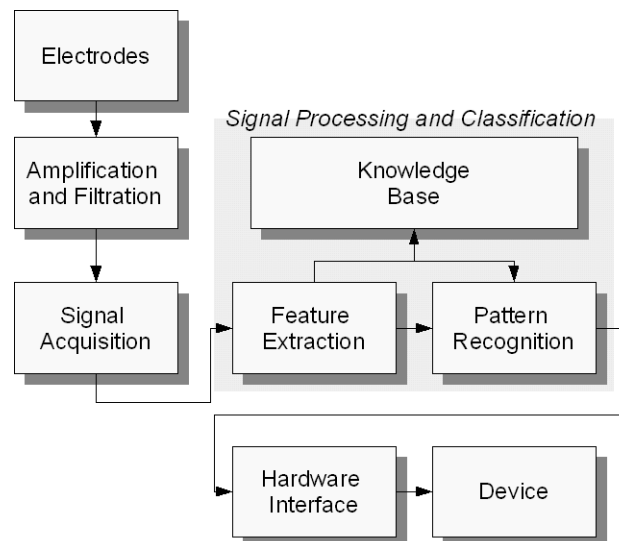 Electrodes
Amplification
and Filtration
Signal
Acquisition
Signal Processing and Classification
Knowledge
Base
Feature
Extraction
Pattern
Recognition
Hardware
Interface
Device